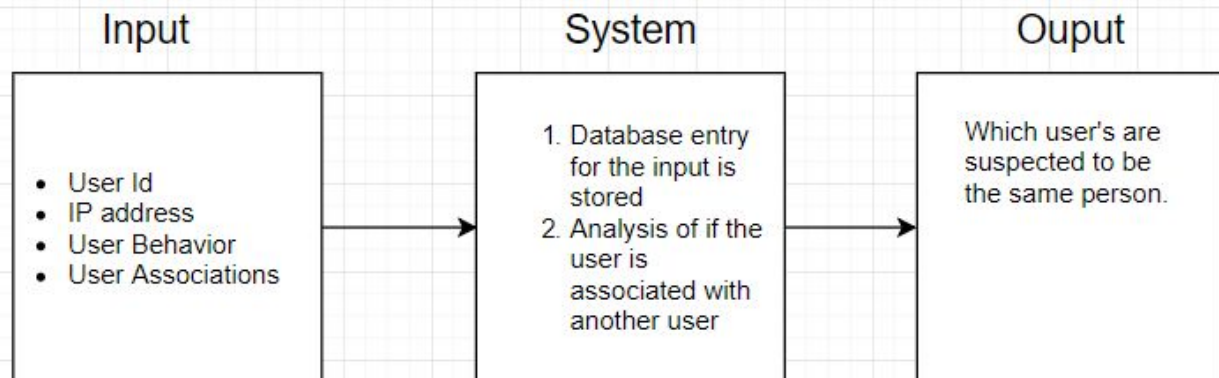 Input
System
Ouput
• User Id
• IP address
• User Behavior
• User Associations
1. Database entry
for the input is
stored
2. Analysis of if the
user is
associated with
another user
Which user's are
suspected to be
the same person.